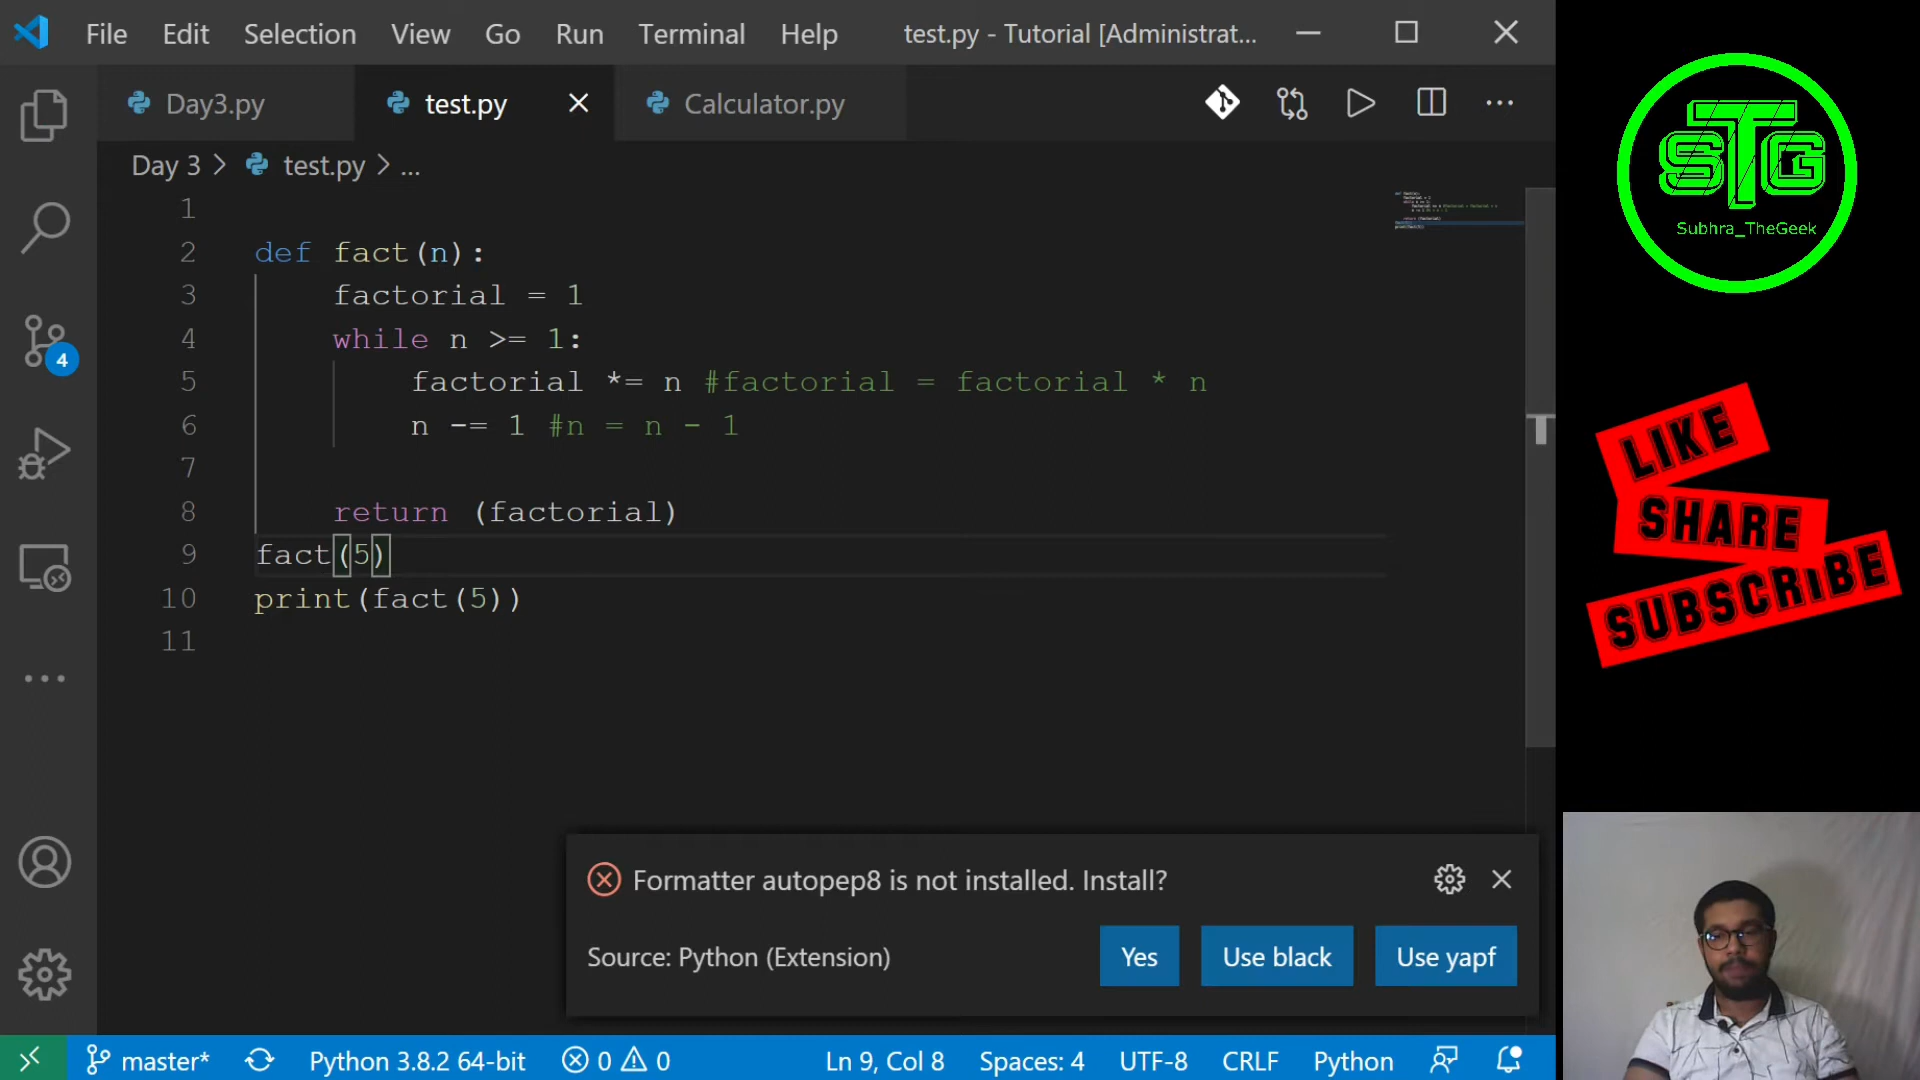 File Edit Selection View Go Run Terminal Help test.py - Tutorial [Administrat...
Day3.py test.py Calculator.py
Day 3 > test.py > ...
1
2 def fact(n):
3 factorial = 1
4 while n >= 1:
5 factorial *= n #factorial = factorial * n
6 n -= 1 #n = n - 1
7
8 return (factorial)
9 fact(5)
10 print(fact(5))
11
4
Formatter autopep8 is not installed. Install?
Source: Python (Extension) Yes Use black Use yapf
master* Python 3.8.2 64-bit 0 0 Ln 9, Col 8 Spaces: 4 UTF-8 CRLF Python
STG
Subhra_TheGeek
LIKE
SHARE
SUBSCRIBE